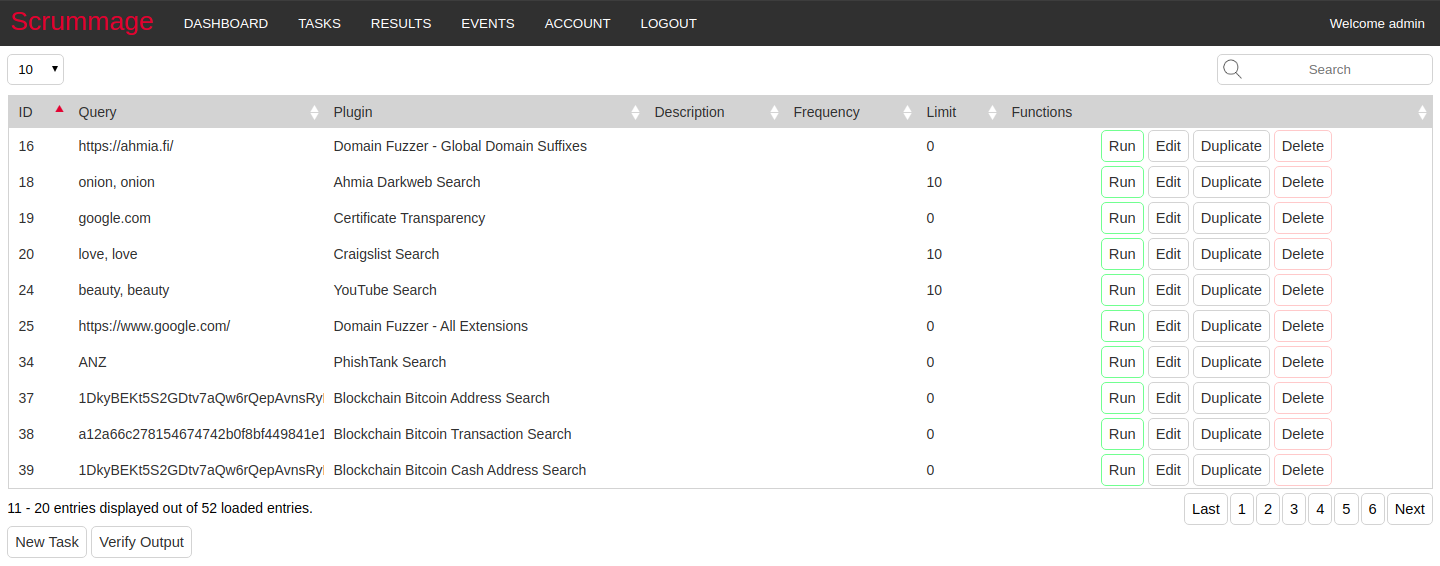 Scrummage DASHBOARD TASKS RESULTS EVENTS ACCOUNT LOGOUT Welcome admin
10 Search
ID Query Plugin Description Frequency Limit Functions
16 https://ahmia.fi/ Domain Fuzzer - Global Domain Suffixes 0 Run Edit Duplicate Delete
18 onion, onion Ahmia Darkweb Search 10 Run Edit Duplicate Delete
19 google.com Certificate Transparency 0 Run Edit Duplicate Delete
20 love, love Craigslist Search 10 Run Edit Duplicate Delete
24 beauty, beauty YouTube Search 10 Run Edit Duplicate Delete
25 https://www.google.com/ Domain Fuzzer - All Extensions 0 Run Edit Duplicate Delete
34 ANZ PhishTank Search 0 Run Edit Duplicate Delete
37 1DkyBEKt5S2GDtv7aQw6rQepAvnsRy Blockchain Bitcoin Address Search 0 Run Edit Duplicate Delete
38 a12a66c278154674742b0f8bf449841e1 Blockchain Bitcoin Transaction Search 0 Run Edit Duplicate Delete
39 1DkyBEKt5S2GDtv7aQw6rQepAvnsRy Blockchain Bitcoin Cash Address Search 0 Run Edit Duplicate Delete
11 - 20 entries displayed out of 52 loaded entries. Last 1 2 3 4 5 6 Next
New Task Verify Output